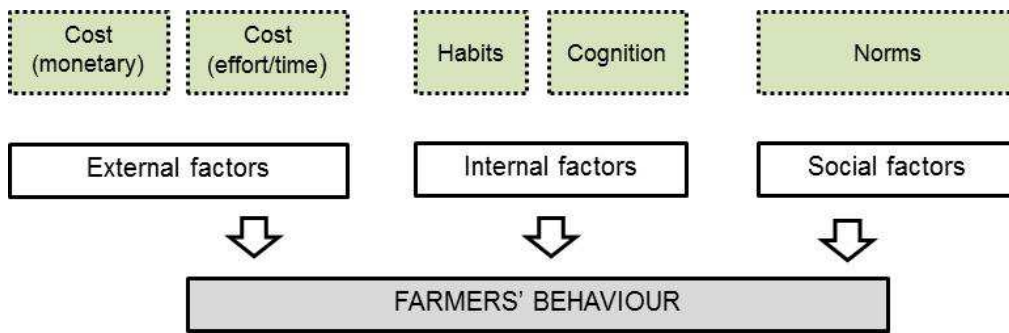 Cost
(monetary)
Cost
(effort/time)
Habits
Cognition
Norms
External factors
Internal factors
Social factors
FARMERS' BEHAVIOUR